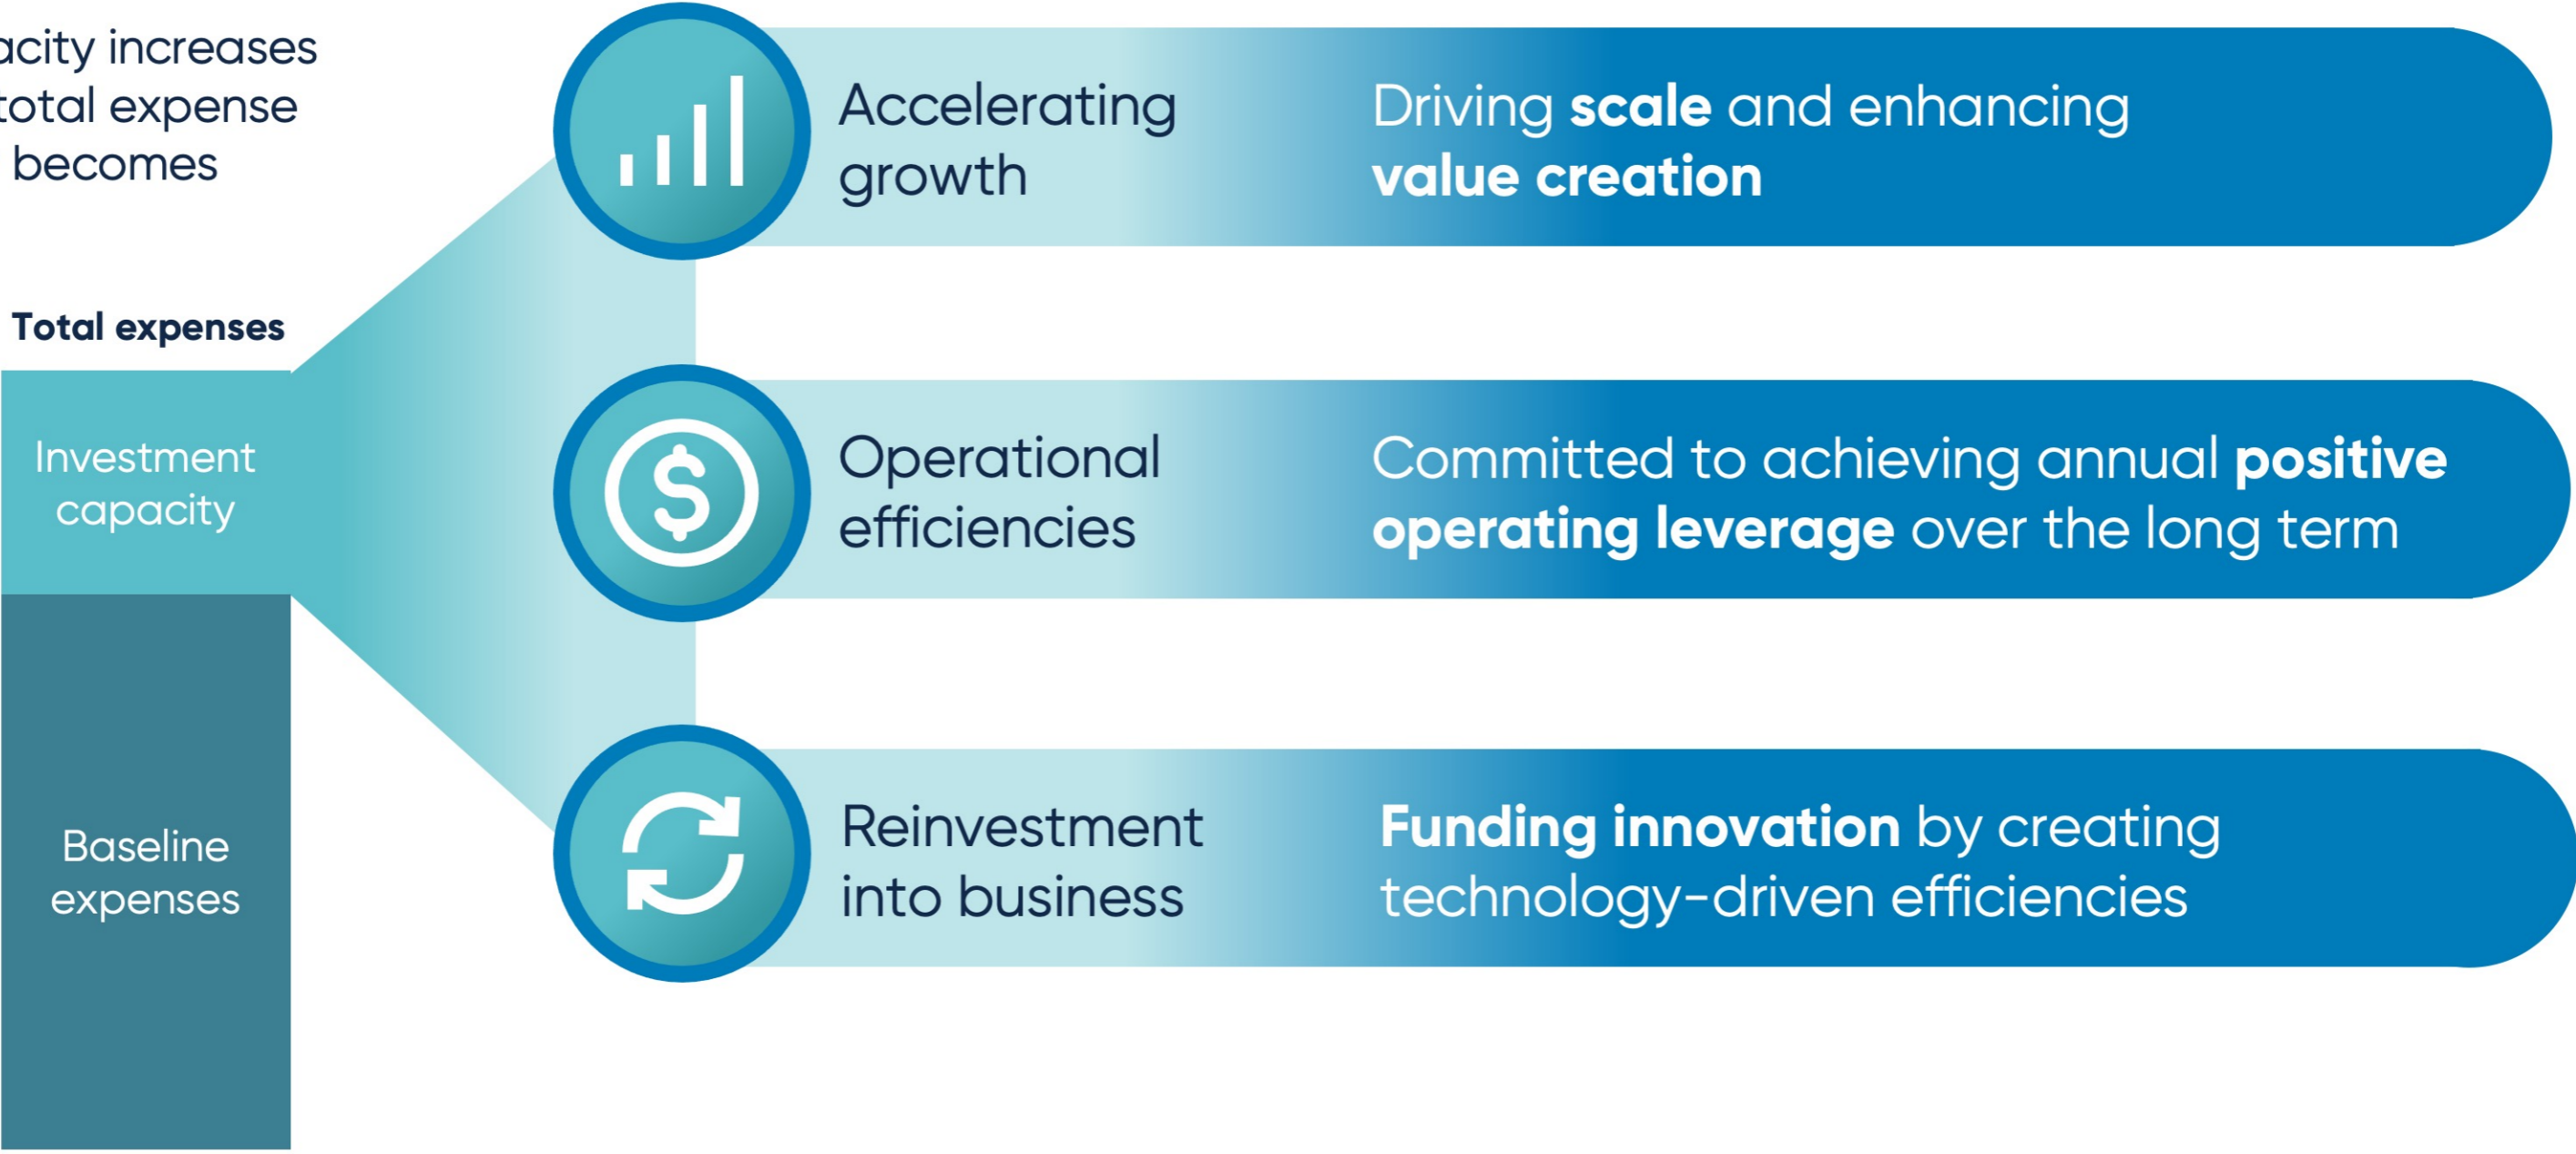 increases
total expense
becomes
Total expenses
Investment
capacity
Baseline
expenses
Accelerating
growth
Driving scale and enhancing
value creation
Operational
efficiencies
Committed to achieving annual positive
operating leverage over the long term
Reinvestment
into business
Funding innovation by creating
technology-driven efficiencies